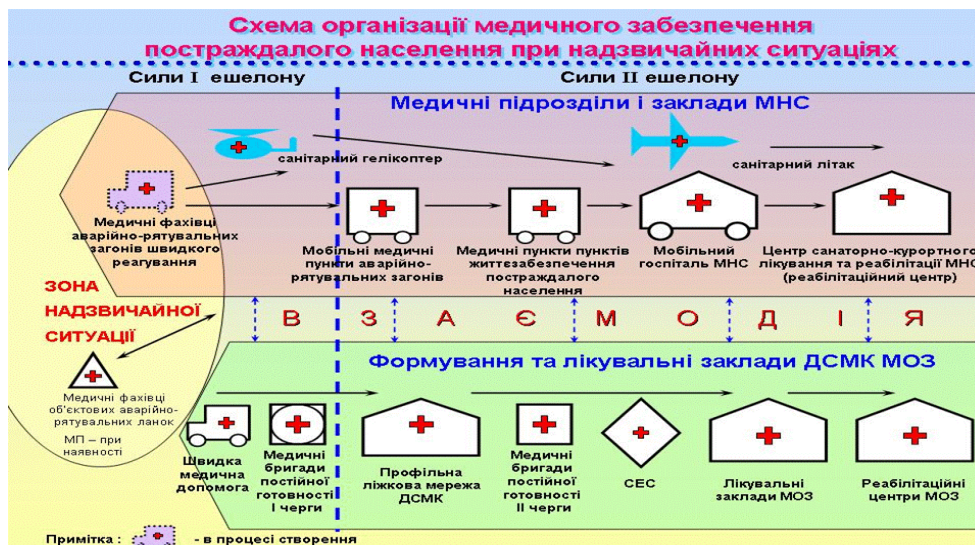 Схема організації медичного забезпечення
постраждалого населення при надзвичайних ситуаціях
Сили I ешелону
Сили II ешелону
Медичні підрозділи і заклади МНС
санітарний гелікоптер
санітарний літак
Медичні фахівці
аварійно-рятувальних
загонів швидкого
реагування
Мобільні медичні
пункти аварійно-
рятувальних загонів
Медичні пункти пунктів
життєзабезпечення
постраждалого
населення
Мобільний
госпіталь МНС
Центр санаторно-курортного
лікування та реабілітації МНС
(реабілітаційний центр)
ЗОНА
НАДЗВИЧАЙНОЇ
СИТУАЦІЇ
В З А Є М О Д І Я
Медичні фахівці
об'єктових аварійно-
рятувальних ланок
МП – при
наявності
Формування та лікувальні заклади ДСМК МОЗ
Швидка
медична
допомога
Медичні
бригади
постійної
готовності
I черги
Профільна
ліжкова мережа
ДСМК
Медичні
бригади
постійної
готовності
II черги
СЕС
Лікувальні
заклади МОЗ
Реабілітаційні
центри МОЗ
Примітка : - в процесі створення